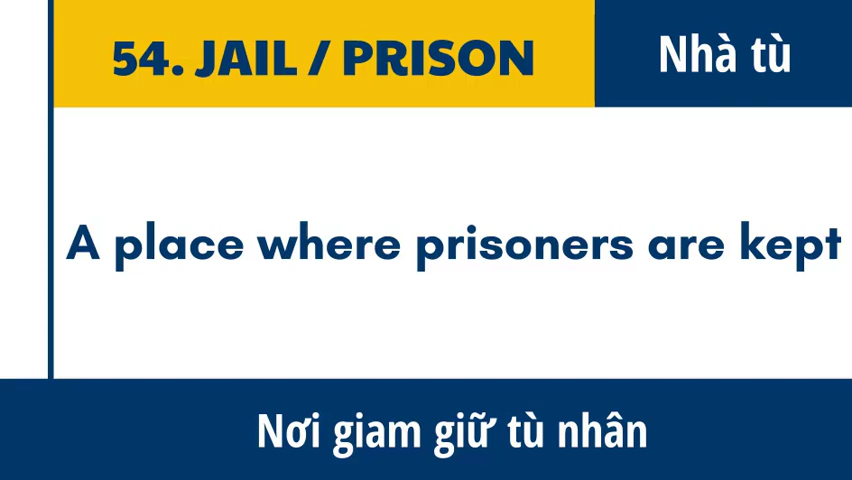 54. JAIL / PRISON
Nhà tù
A place where prisoners are kept
Nơi giam giữ tù nhân